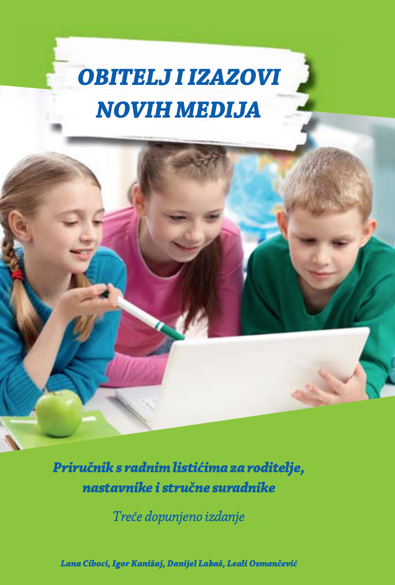 OBITELJ I IZAZOVI
NOVIH MEDIJA
Priručnik s radnim listićima za roditelje,
nastavnike i stručne suradnike
Treće dopunjeno izdanje
Lana Ciboci, Igor Kanižaj, Danijel Labaš, Leali Osmančević